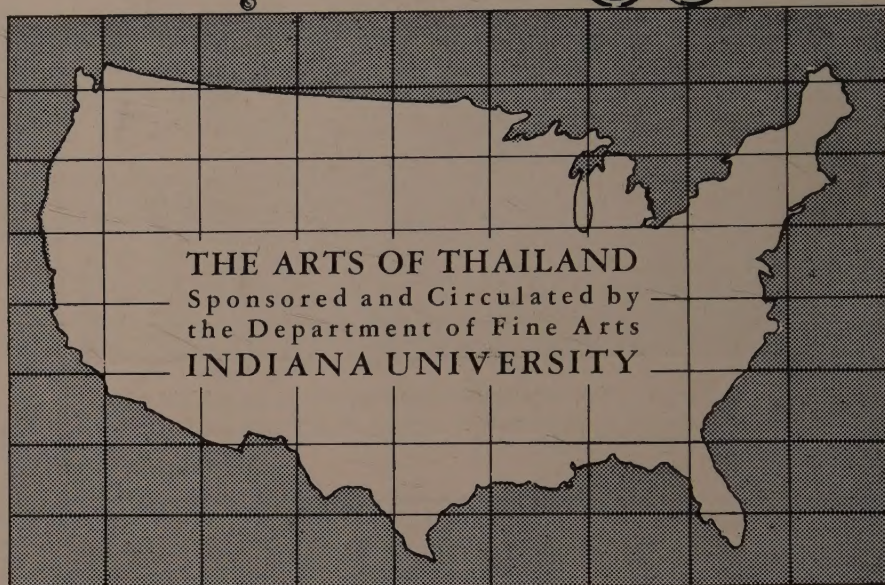 THE ARTS OF THAILAND
Sponsored and Circulated by
the Department of Fine Arts
INDIANA UNIVERSITY